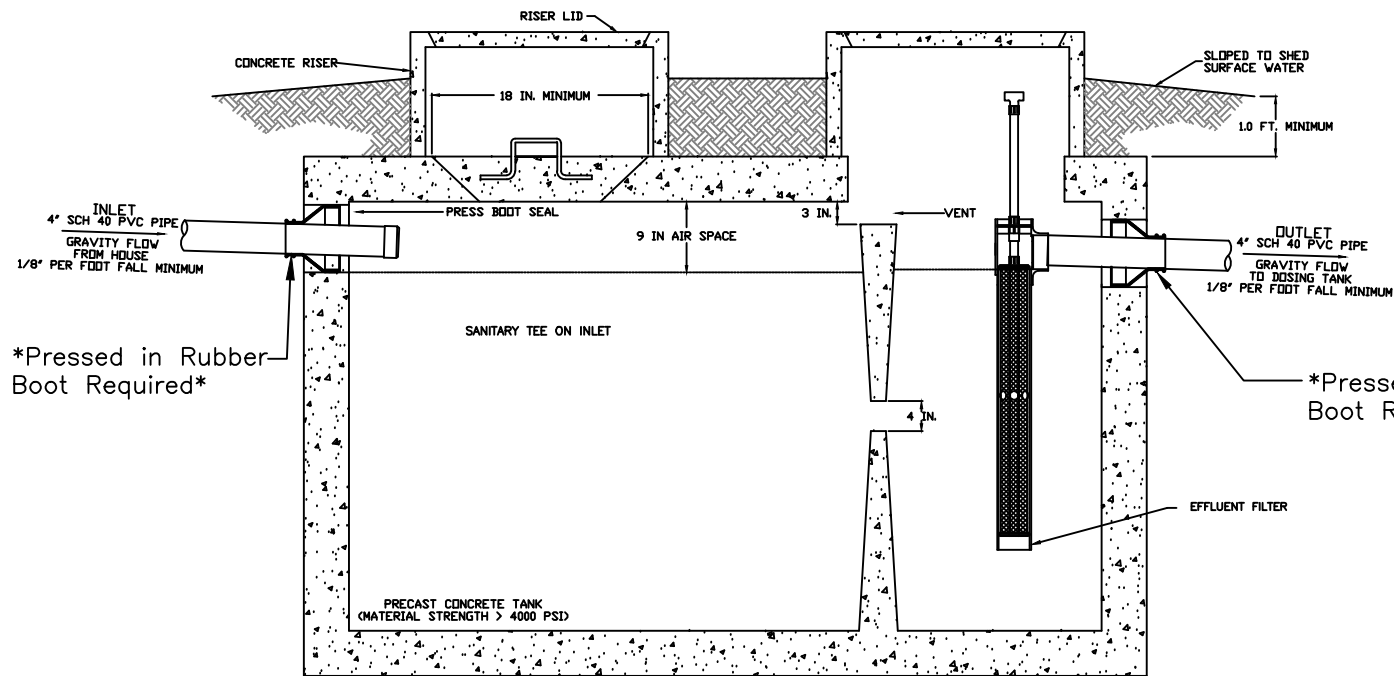 RISER LID
CONCRETE RISER
SLOPED TO SHED
SURFACE WATER
18 IN. MINIMUM
1.0 FT. MINIMUM
INLET
4" SCH 40 PVC PIPE
GRAVITY FLOW
FROM HOUSE
1/8" PER FOOT FALL MINIMUM
PRESS BOOT SEAL
3 IN.
VENT
9 IN AIR SPACE
OUTLET
4" SCH 40 PVC PIPE
GRAVITY FLOW
TO DOSING TANK
1/8" PER FOOT FALL MINIMUM
SANITARY TEE ON INLET
*Pressed in Rubber
Boot Required*
*Presse
Boot R
4 IN.
EFFLUENT FILTER
PRECAST CONCRETE TANK
(MATERIAL STRENGTH > 4000 PSI)